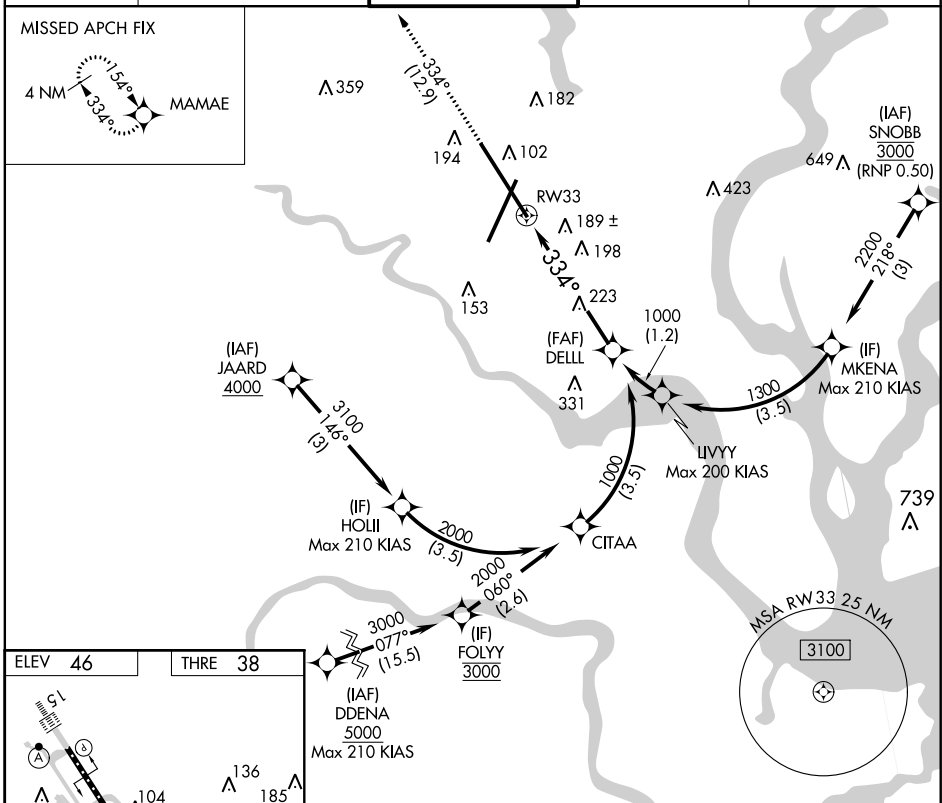 MISSED APCH FIX
4 NM
154°
334°
MAMAE
334°
(12.9)
359
182
194
102
RW33
189 ±
198
423
649
(IAF)
SNOBB
3000
(RNP 0.50)
2200
218°
(3)
334°
153
223
1000
(1.2)
(FAF)
DELLL
331
(IF)
MKENA
Max 210 KIAS
1300
(3.5)
LIVYY
Max 200 KIAS
(IAF)
JAARD
4000
3100
146°
(3)
(IF)
HOLII
Max 210 KIAS
2000
(3.5)
1000
(3.5)
CITAA
739
2000
060°
(2.6)
(IF)
FOLYY
3000
3000
077°
(15.5)
(IAF)
DDENA
5000
Max 210 KIAS
MSA RW33 25 NM
3100
ELEV 46
THRE 38
15
A
P
104
136
185